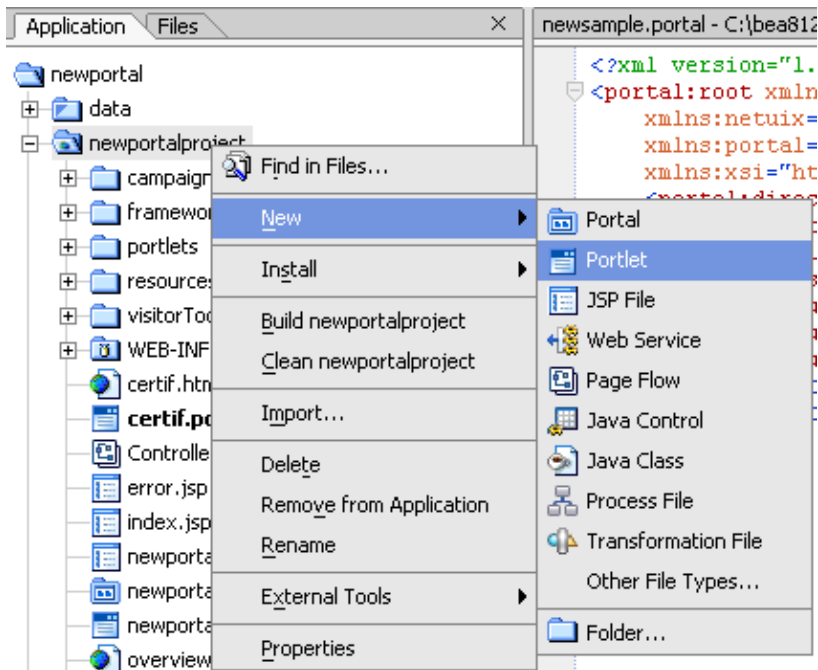 Application Files
newportal
data
newportalproject
campaign
framewo
portlets
resources
visitorToo
WEB-INF
certif.htm
certif.po
Controlle
error.jsp
index.jsp
newporta
newporta
newporta
overview
Find in Files...
New
Install
Build newportalproject
Clean newportalproject
Import...
Delete
Remove from Application
Rename
External Tools
Properties
newsample.portal - C:\bea812
<?xml version="1.
<portal:root xmln
xmlns:netuix=
xmlns:portal=
xmlns:xsi="ht
<portal:direc
Portal
Portlet
JSP File
Web Service
Page Flow
Java Control
Java Class
Process File
Transformation File
Other File Types...
Folder...